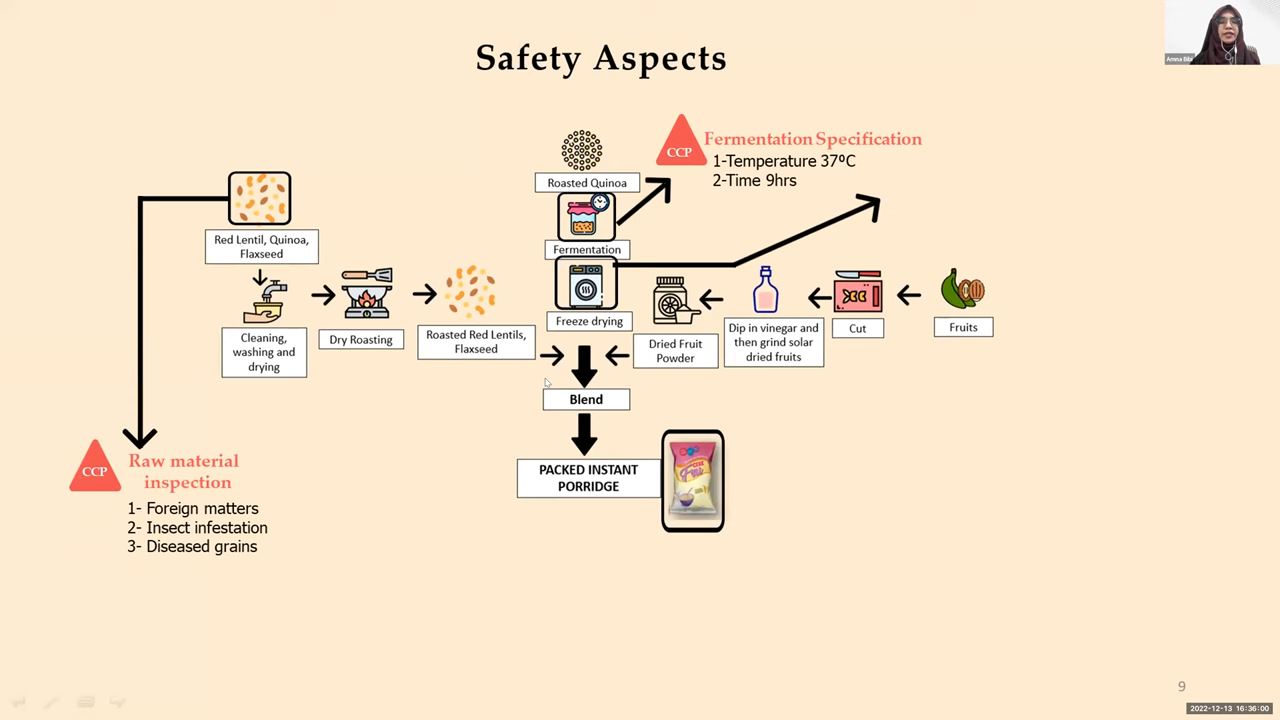 Safety Aspects
Amna Bibi
CCP
Fermentation Specification
1-Temperature 37ºC
2-Time 9hrs
Roasted Quinoa
Fermentation
Freeze drying
Red Lentil, Quinoa,
Flaxseed
Cleaning,
washing and
drying
Dry Roasting
Roasted Red Lentils,
Flaxseed
Dried Fruit
Powder
Dip in vinegar and
then grind solar
dried fruits
Cut
Fruits
Blend
PACKED INSTANT
PORRIDGE
CCP
Raw material
inspection
1- Foreign matters
2- Insect infestation
3- Diseased grains
9
2022-12-13 16:36:00